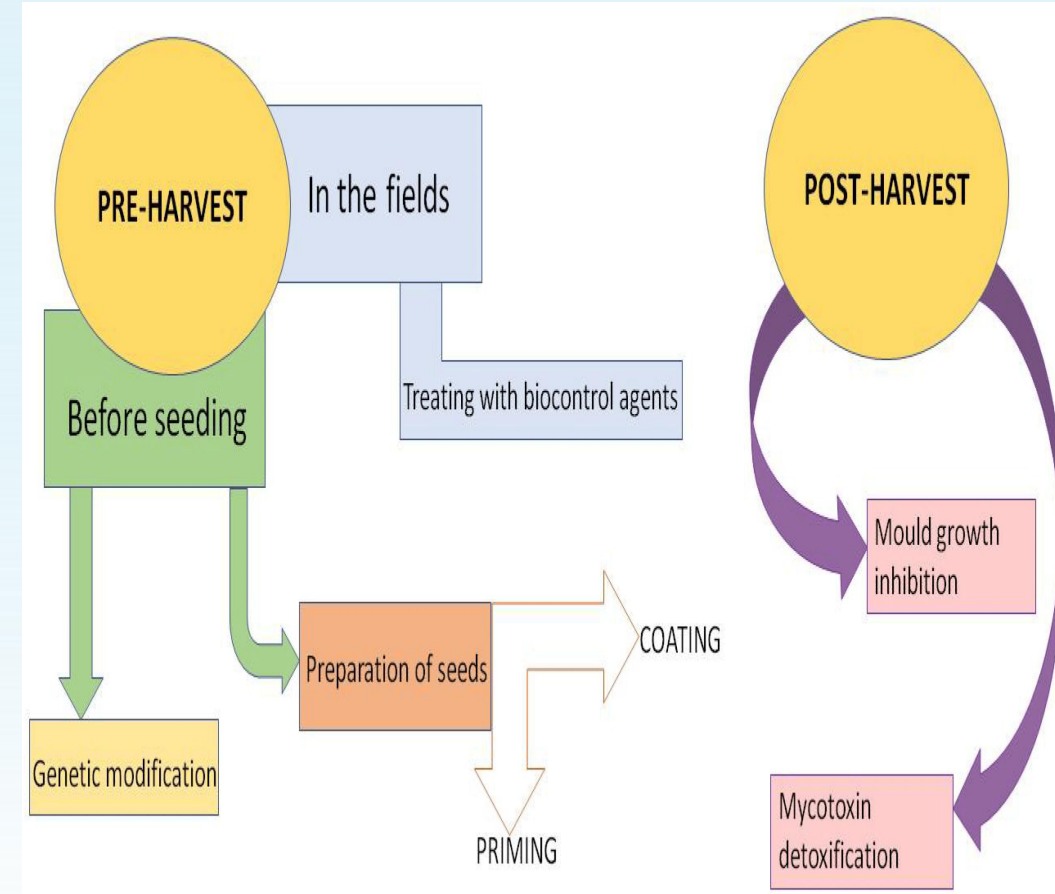 PRE-HARVEST
In the fields
Treating with biocontrol agents
Before seeding
Genetic modification
Preparation of seeds
COATING
PRIMING
POST-HARVEST
Mould growth
inhibition
Mycotoxin
detoxification